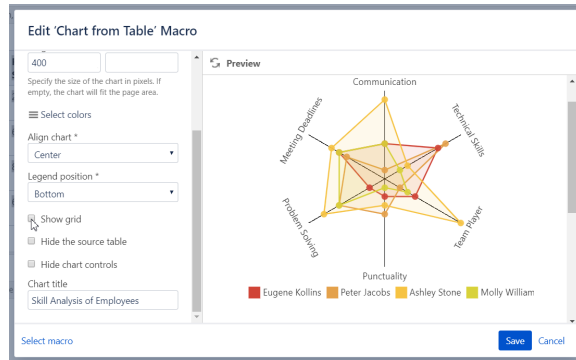 Edit 'Chart from Table' Macro
400
Specify the size of the chart in pixels. If
empty, the chart will fit the page area.
Select colors
Align chart *
Center
Legend position *
Bottom
Show grid
Hide the source table
Hide chart controls
Chart title
Skill Analysis of Employees
Select macro
Preview
Communication
Technical Skills
Team Player
Punctuality
Problem Solving
Meeting Deadlines
Eugene Kollins Peter Jacobs Ashley Stone Molly William
Save Cancel